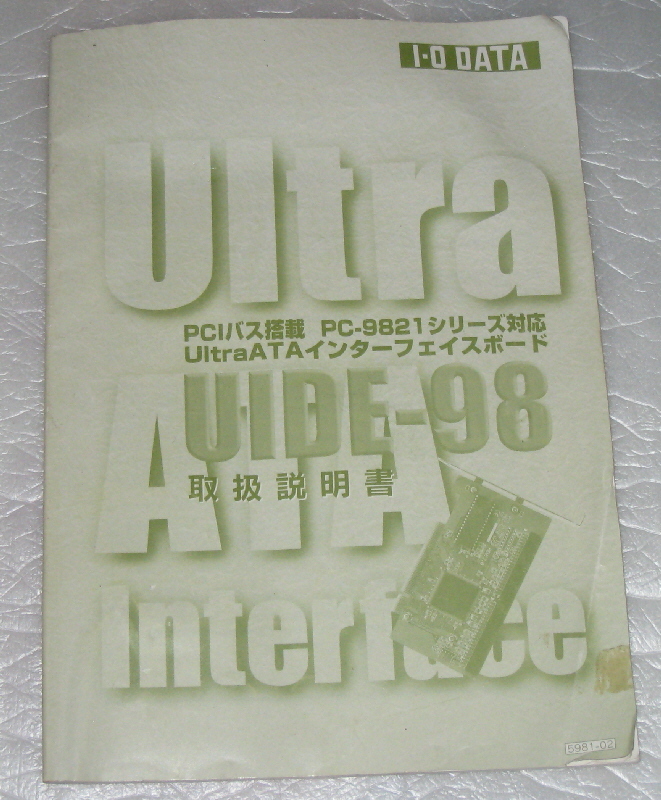 I-O DATA
Ultra
PCIバス搭載 PC-9821シリーズ対応
UltraATAインターフェイスボード
UIDE-98
ATA
取扱説明書
Interface
5981-02